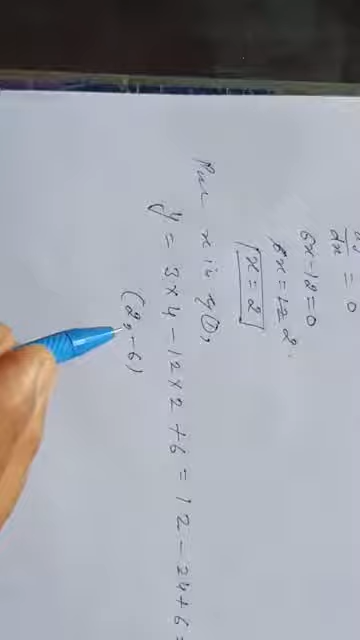 dy/dx = 0
6x-12=0
6x = 12 2
x = 2
Put x in eq ①,
y = 3×4-12×2+6 = 12-24+6=
(2,-6)